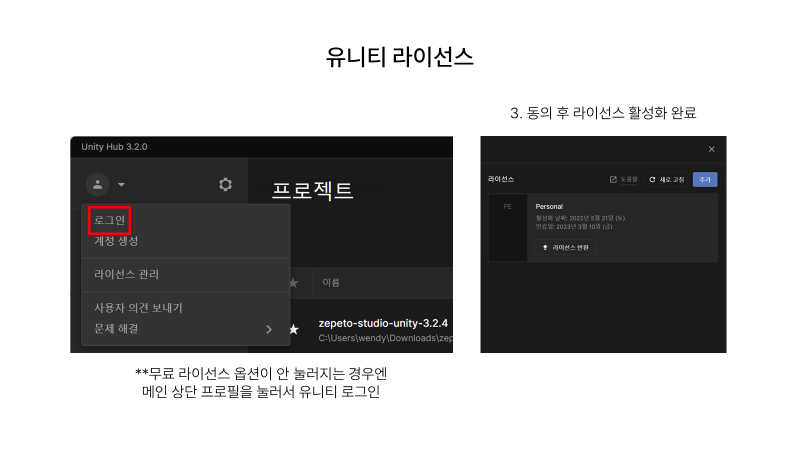 유니티 라이선스
3. 동의 후 라이선스 활성화 완료
Unity Hub 3.2.0
프로젝트
로그인
계정 생성
라이선스 관리
사용자 의견 보내기
문제 해결
이름
zepeto-studio-unity-3.2.4
C:\Users\wendy\Downloads\zep
라이선스
도움말
새로 고침
추가
PE
Personal
활성화 날짜: 2022년 5월 21일 (토)
만료일: 2023년 3월 10일 (금)
라이선스 반환
**무료 라이선스 옵션이 안 눌러지는 경우엔
메인 상단 프로필을 눌러서 유니티 로그인